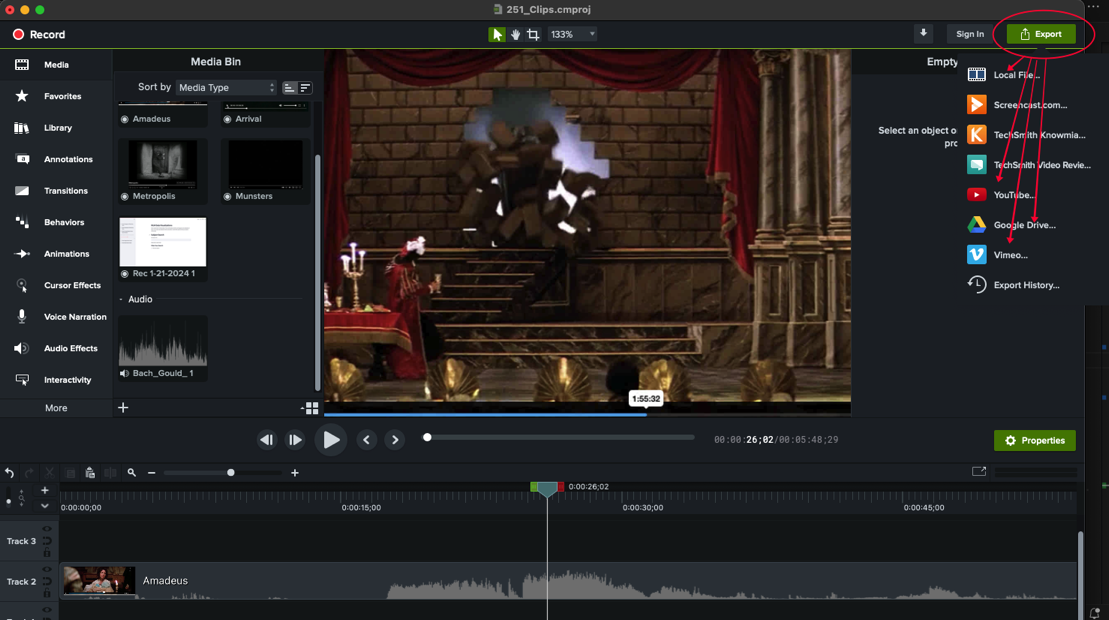 251_Clips.cmproj
Record
133%
Sign In
Export
Media
Favorites
Library
Annotations
Transitions
Behaviors
Animations
Cursor Effects
Voice Narration
Audio Effects
Interactivity
More
Media Bin
Sort by Media Type
Amadeus
Arrival
Metropolis
Munsters
Rec 1-21-2024 1
Audio
Bach_Gould_ 1
1:55:32
Empty
Select an object o
pro
Local File...
Screencast.com...
TechSmith Knowmia...
TechSmith Video Revie...
YouTube...
Google Drive...
Vimeo...
Export History...
00:00:26;02/00:05:48;29
Properties
0:00:26;02
0:00:00;00
0:00:15;00
0:00:30;00
0:00:45;00
Track 3
Track 2
Amadeus